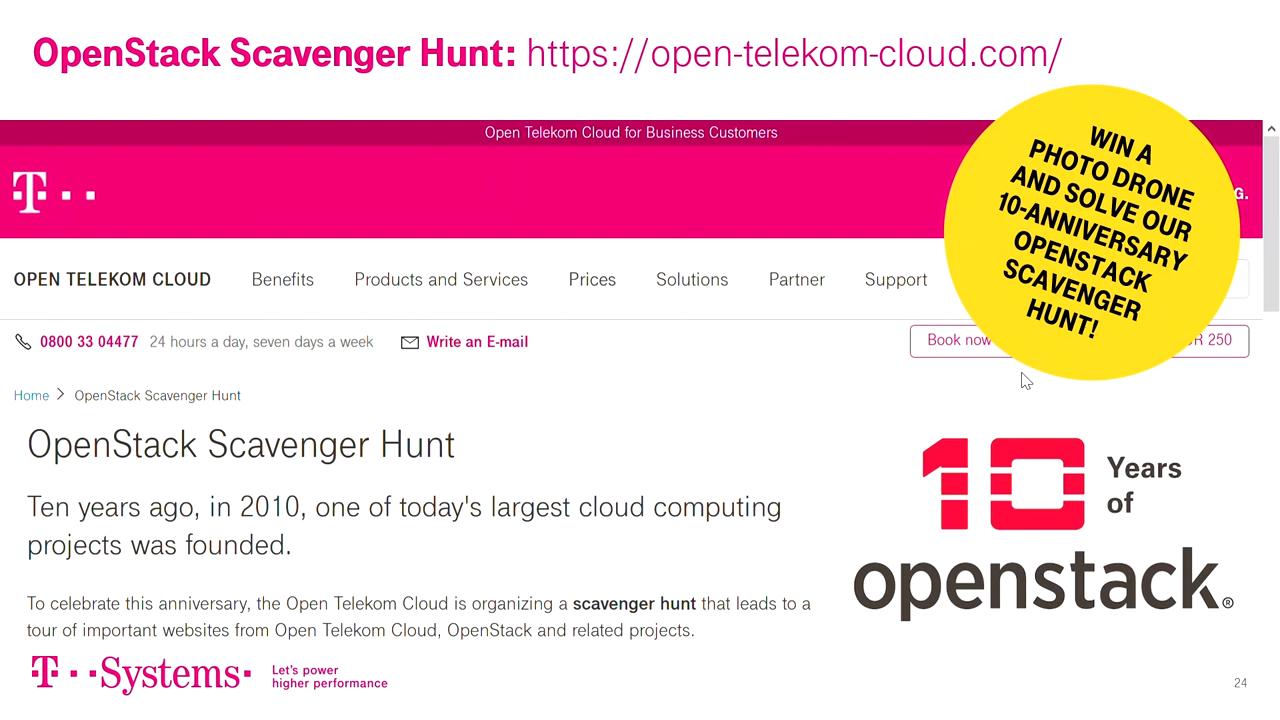 OpenStack Scavenger Hunt: https://open-telekom-cloud.com/
Open Telekom Cloud for Business Customers
WIN A
PHOTO DRONE
AND SOLVE OUR
10-ANNIVERSARY
OPENSTACK
SCAVENGER
HUNT!
T
G.
OPEN TELEKOM CLOUD Benefits Products and Services Prices Solutions Partner Support
0800 33 04477 24 hours a day, seven days a week Write an E-mail
Book now
R 250
Home > OpenStack Scavenger Hunt
OpenStack Scavenger Hunt
Ten years ago, in 2010, one of today's largest cloud computing
projects was founded.
To celebrate this anniversary, the Open Telekom Cloud is organizing a scavenger hunt that leads to a
tour of important websites from Open Telekom Cloud, OpenStack and related projects.
10 Years
of
openstack.®
T··Systems·
Let's power
higher performance
24